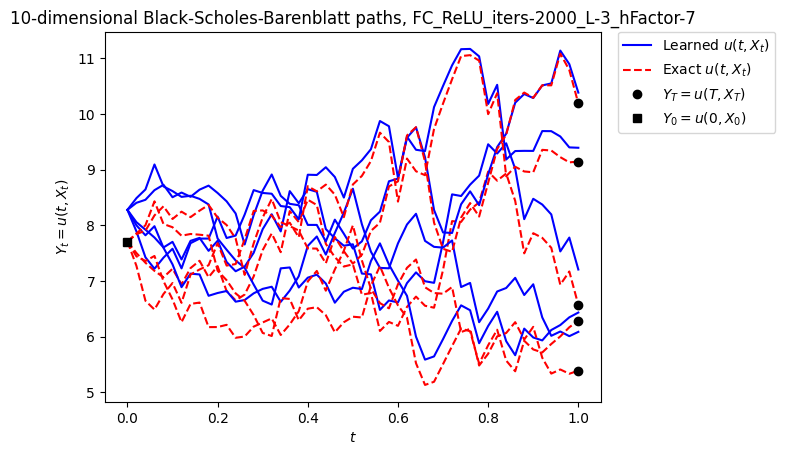 10-dimensional Black-Scholes-Barenblatt paths, FC_ReLU_iters-2000_L-3_hFactor-7
Learned u(t, X_t)
Exact u(t, X_t)
Y_T = u(T, X_T)
Y_0 = u(0, X_0)
Y_t = u(t, X_t)
11
10
9
8
7
6
5
0.0 0.2 0.4 0.6 0.8 1.0
t